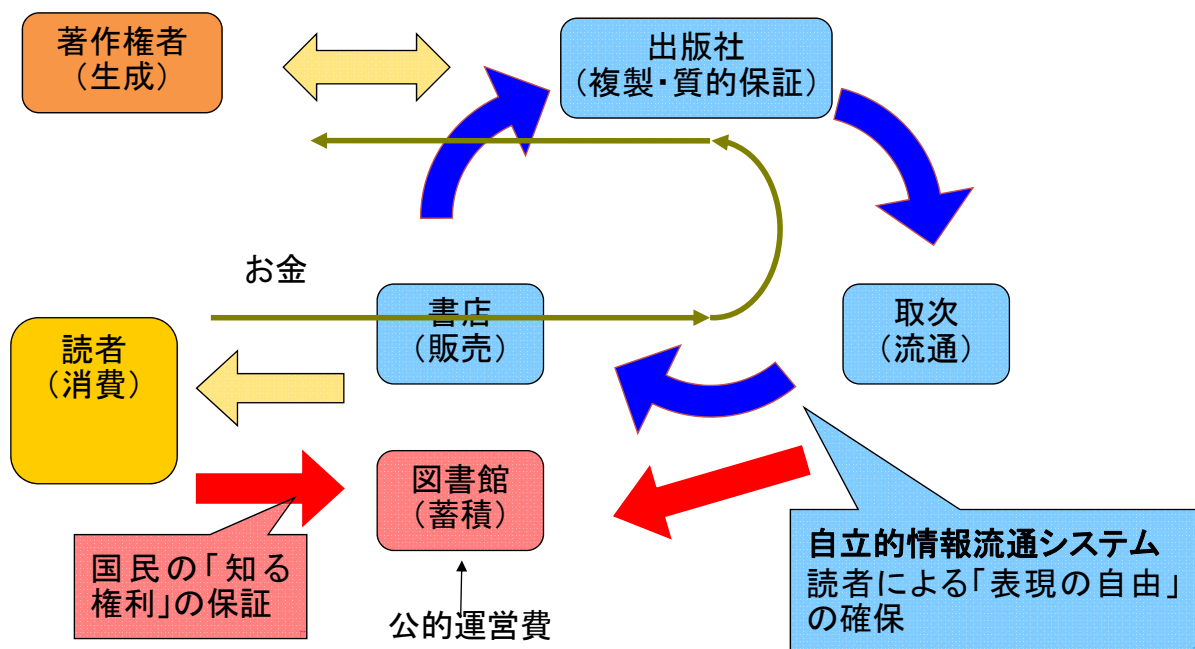 著作権者
（生成）
出版社
（複製・質的保証）
お金
書店
（販売）
取次
（流通）
読者
（消費）
図書館
（蓄積）
国民の「知る
権利」の保証
公的運営費
自立的情報流通システム
読者による「表現の自由」
の確保